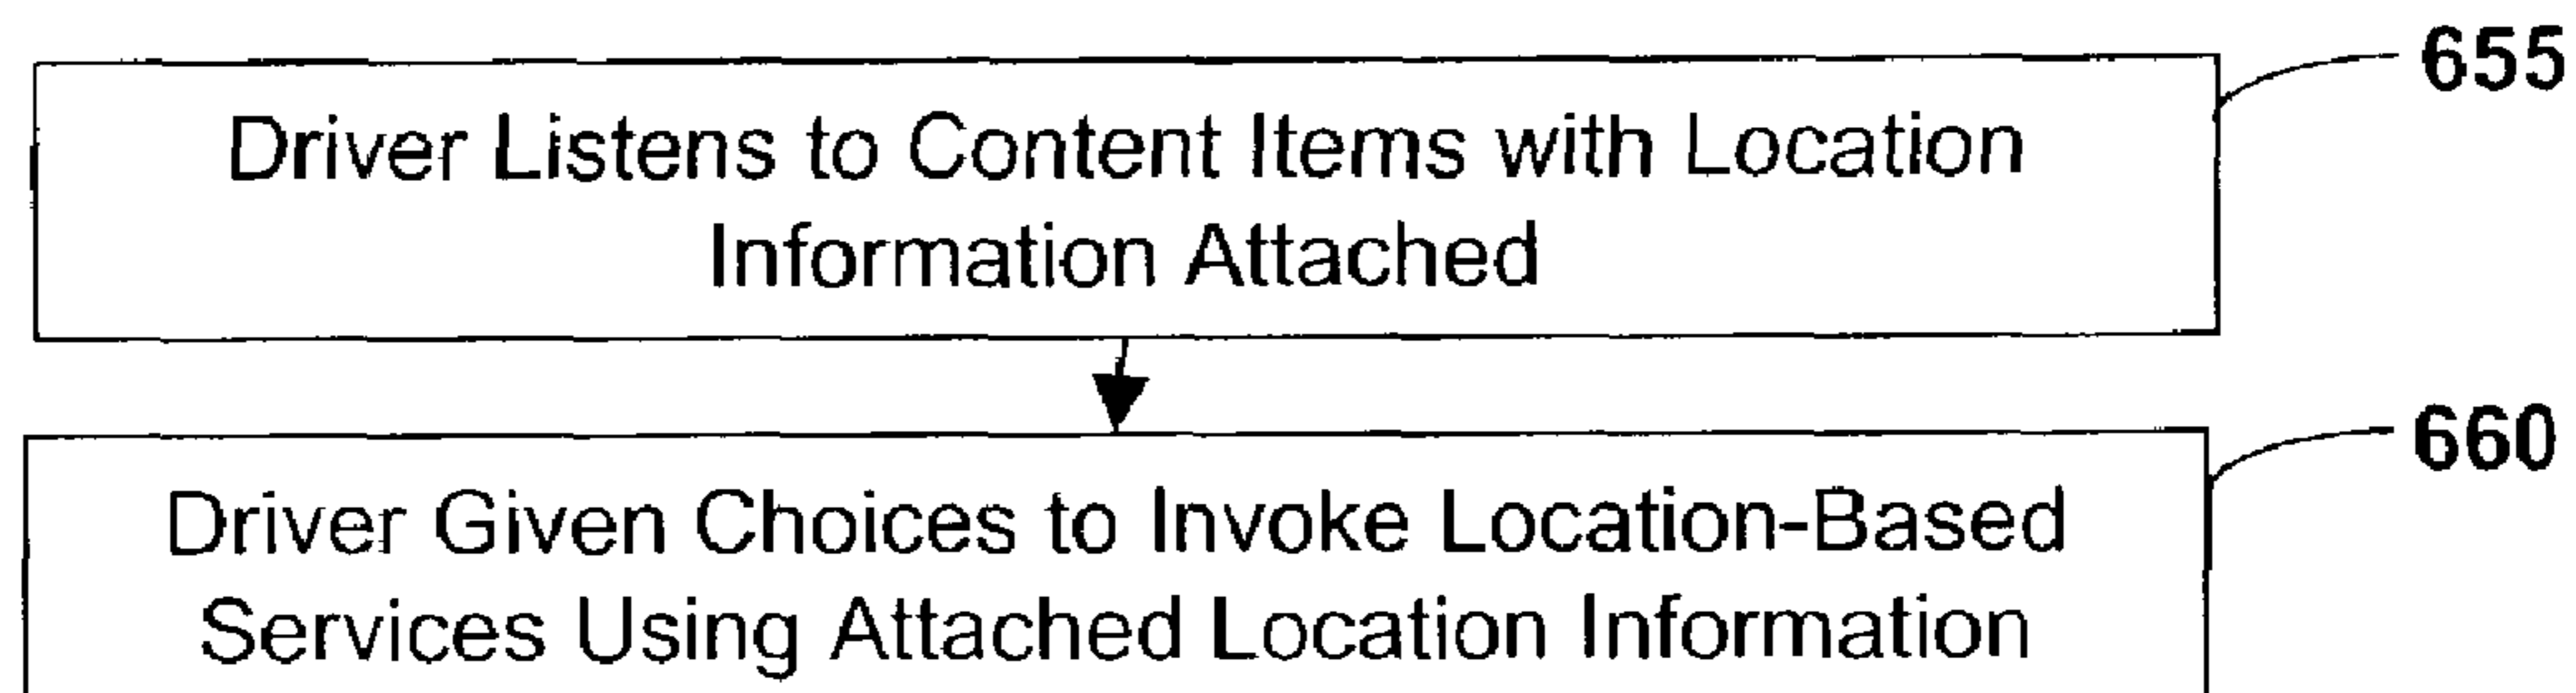 655
Driver Listens to Content Items with Location
Information Attached
660
Driver Given Choices to Invoke Location-Based
Services Using Attached Location Information